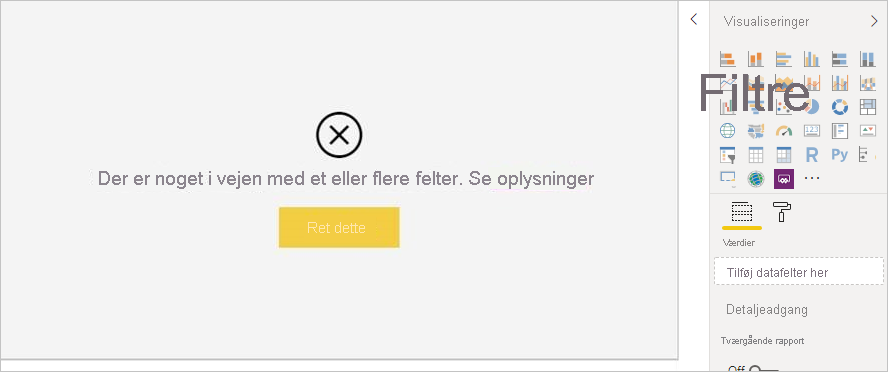 Visualiseringer
Filtre
123
R
Py
Der er noget i vejen med et eller flere felter. Se oplysninger
Ret dette
Værdier
Tilføj datafelter her
Detaljeadgang
Tværgående rapport
Off